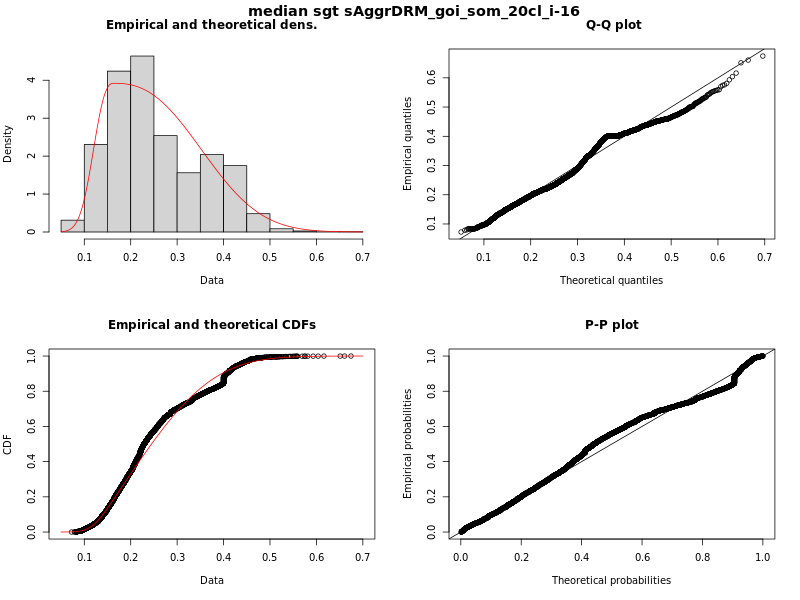 median sgt sAggrDRM_goi_som_20cl_i-16
Empirical and theoretical dens.
Density
0 1 2 3 4
0.1 0.2 0.3 0.4 0.5 0.6 0.7
Data
Q-Q plot
Empirical quantiles
0.1 0.2 0.3 0.4 0.5 0.6
0.1 0.2 0.3 0.4 0.5 0.6 0.7
Theoretical quantiles
Empirical and theoretical CDFs
CDF
0.0 0.2 0.4 0.6 0.8 1.0
0.1 0.2 0.3 0.4 0.5 0.6 0.7
Data
P-P plot
Empirical probabilities
0.0 0.2 0.4 0.6 0.8 1.0
0.0 0.2 0.4 0.6 0.8 1.0
Theoretical probabilities